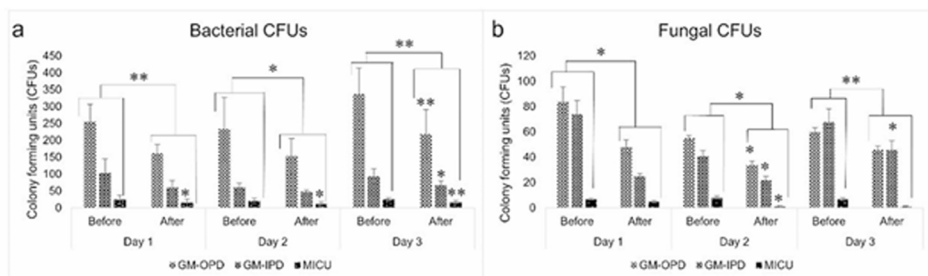 a
Bacterial CFUs
Colony forming units (CFUs)
450
400
350
300
250
200
150
100
50
0
**
*
**
*
*
**
*
**
Before
After
Before
After
Before
After
Day 1
Day 2
Day 3
GM-OPD GM-IPD MICU
b
Fungal CFUs
Colony forming units (CFUs)
120
100
80
60
40
20
0
*
*
**
*
*
*
*
Before
After
Before
After
Before
After
Day 1
Day 2
Day 3
GM-OPD GM-IPD MICU